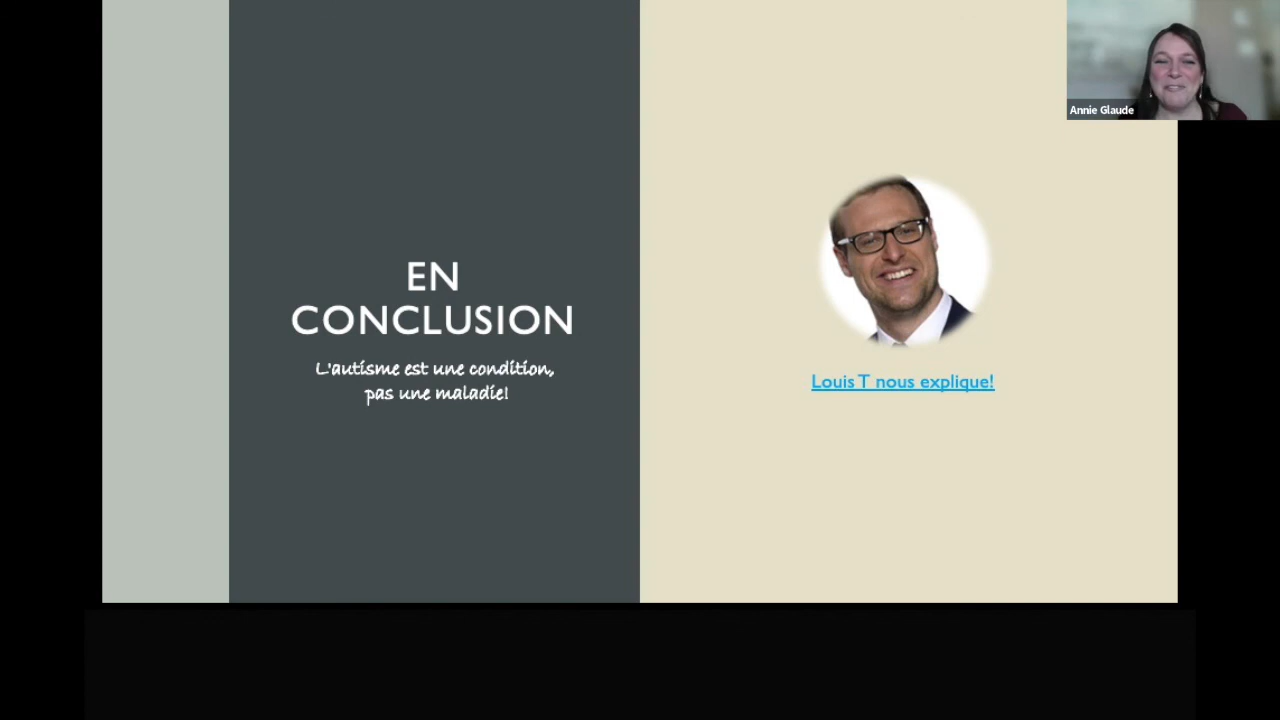 EN
CONCLUSION
L'autisme est une condition,
pas une maladie!
Louis T nous explique!
Annie Glaude